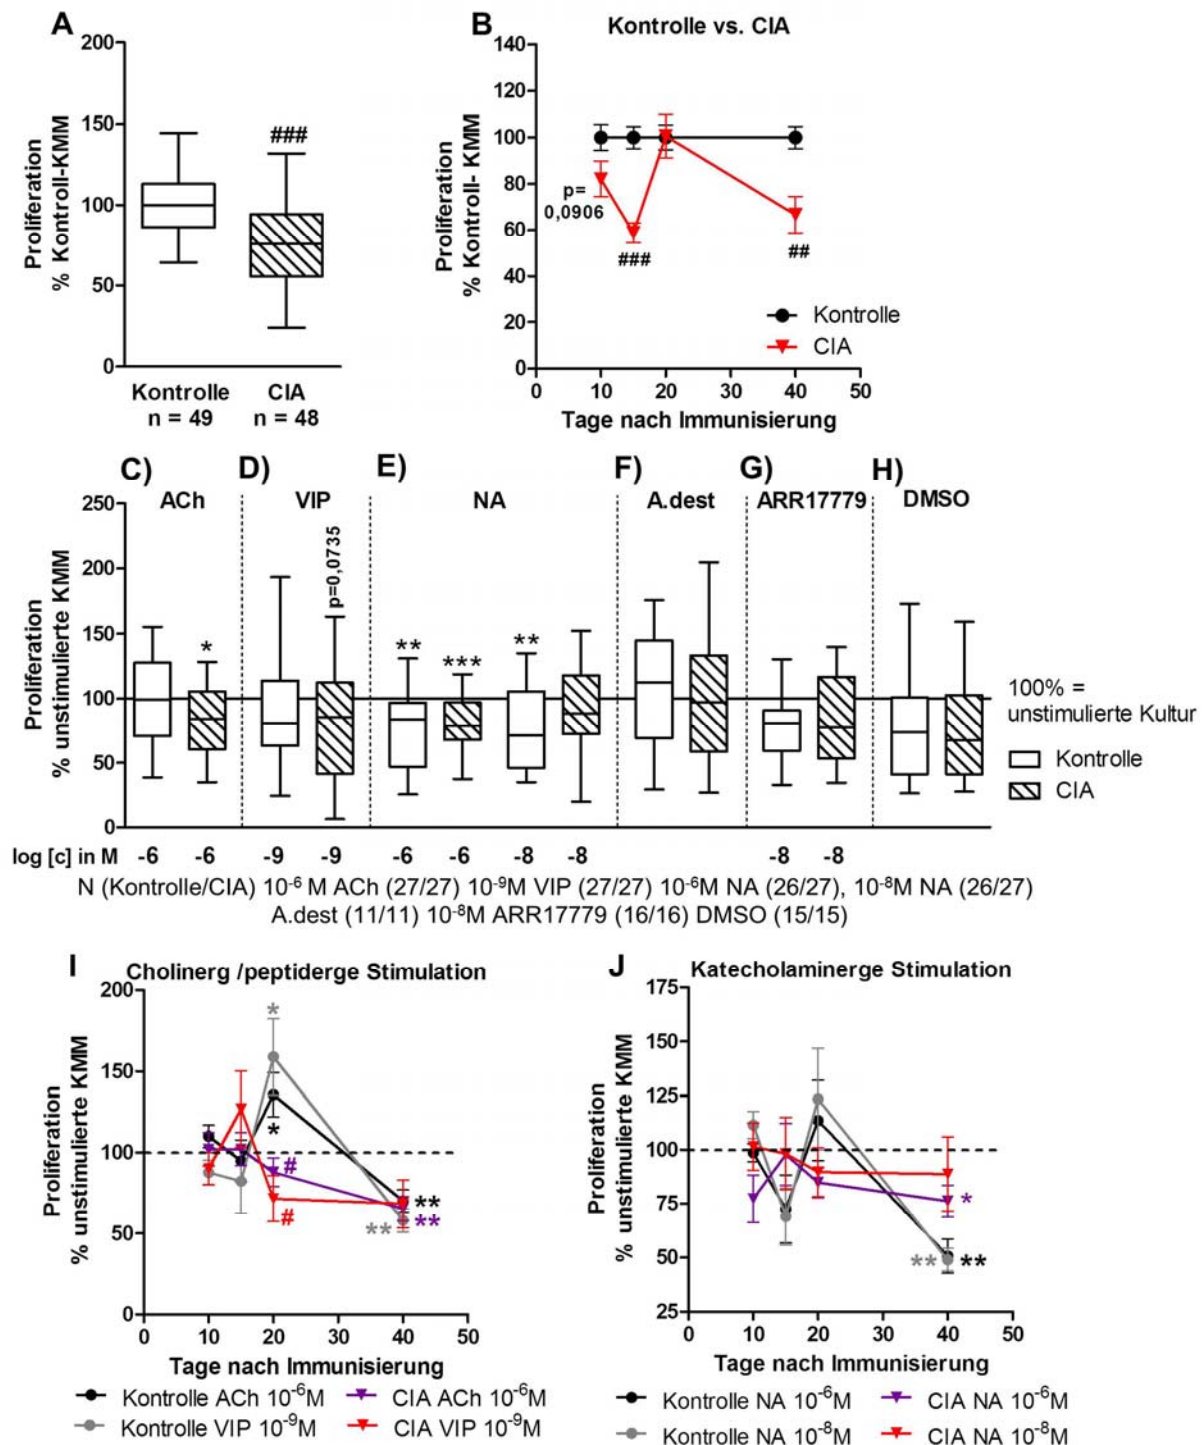 A
200
150
100
50
0
Proliferation
% Kontroll-KMM
###
Kontrolle
n = 49
CIA
n = 48
B
Kontrolle vs. CIA
140
120
100
80
60
40
20
0
Proliferation
% Kontroll- KMM
p=
0,0906
###
##
Kontrolle
CIA
0 10 20 30 40 50
Tage nach Immunisierung
C) D) E) F) G) H)
ACh VIP NA A.dest ARR17779 DMSO
250
200
150
100
50
0
Proliferation
% unstimulierte KMM
p=0,0735
* ** *** **
100% =
unstimulierte Kultur
Kontrolle
CIA
log [c] in M -6 -6 -9 -9 -6 -6 -8 -8 -8 -8
N (Kontrolle/CIA) 10⁻⁶ M ACh (27/27) 10⁻⁹M VIP (27/27) 10⁻⁶M NA (26/27), 10⁻⁸M NA (26/27)
A.dest (11/11) 10⁻⁸M ARR17779 (16/16) DMSO (15/15)
I
Cholinerg /peptiderge Stimulation
200
150
100
50
0
Proliferation
% unstimulierte KMM
*
*
#
#
**
**
**
0 10 20 30 40 50
Tage nach Immunisierung
Kontrolle ACh 10⁻⁶M CIA ACh 10⁻⁶M
Kontrolle VIP 10⁻⁹M CIA VIP 10⁻⁹M
J
Katecholaminerge Stimulation
175
150
125
100
75
50
25
Proliferation
% unstimulierte KMM
*
** **
0 10 20 30 40 50
Tage nach Immunisierung
Kontrolle NA 10⁻⁶M CIA NA 10⁻⁶M
Kontrolle NA 10⁻⁸M CIA NA 10⁻⁸M